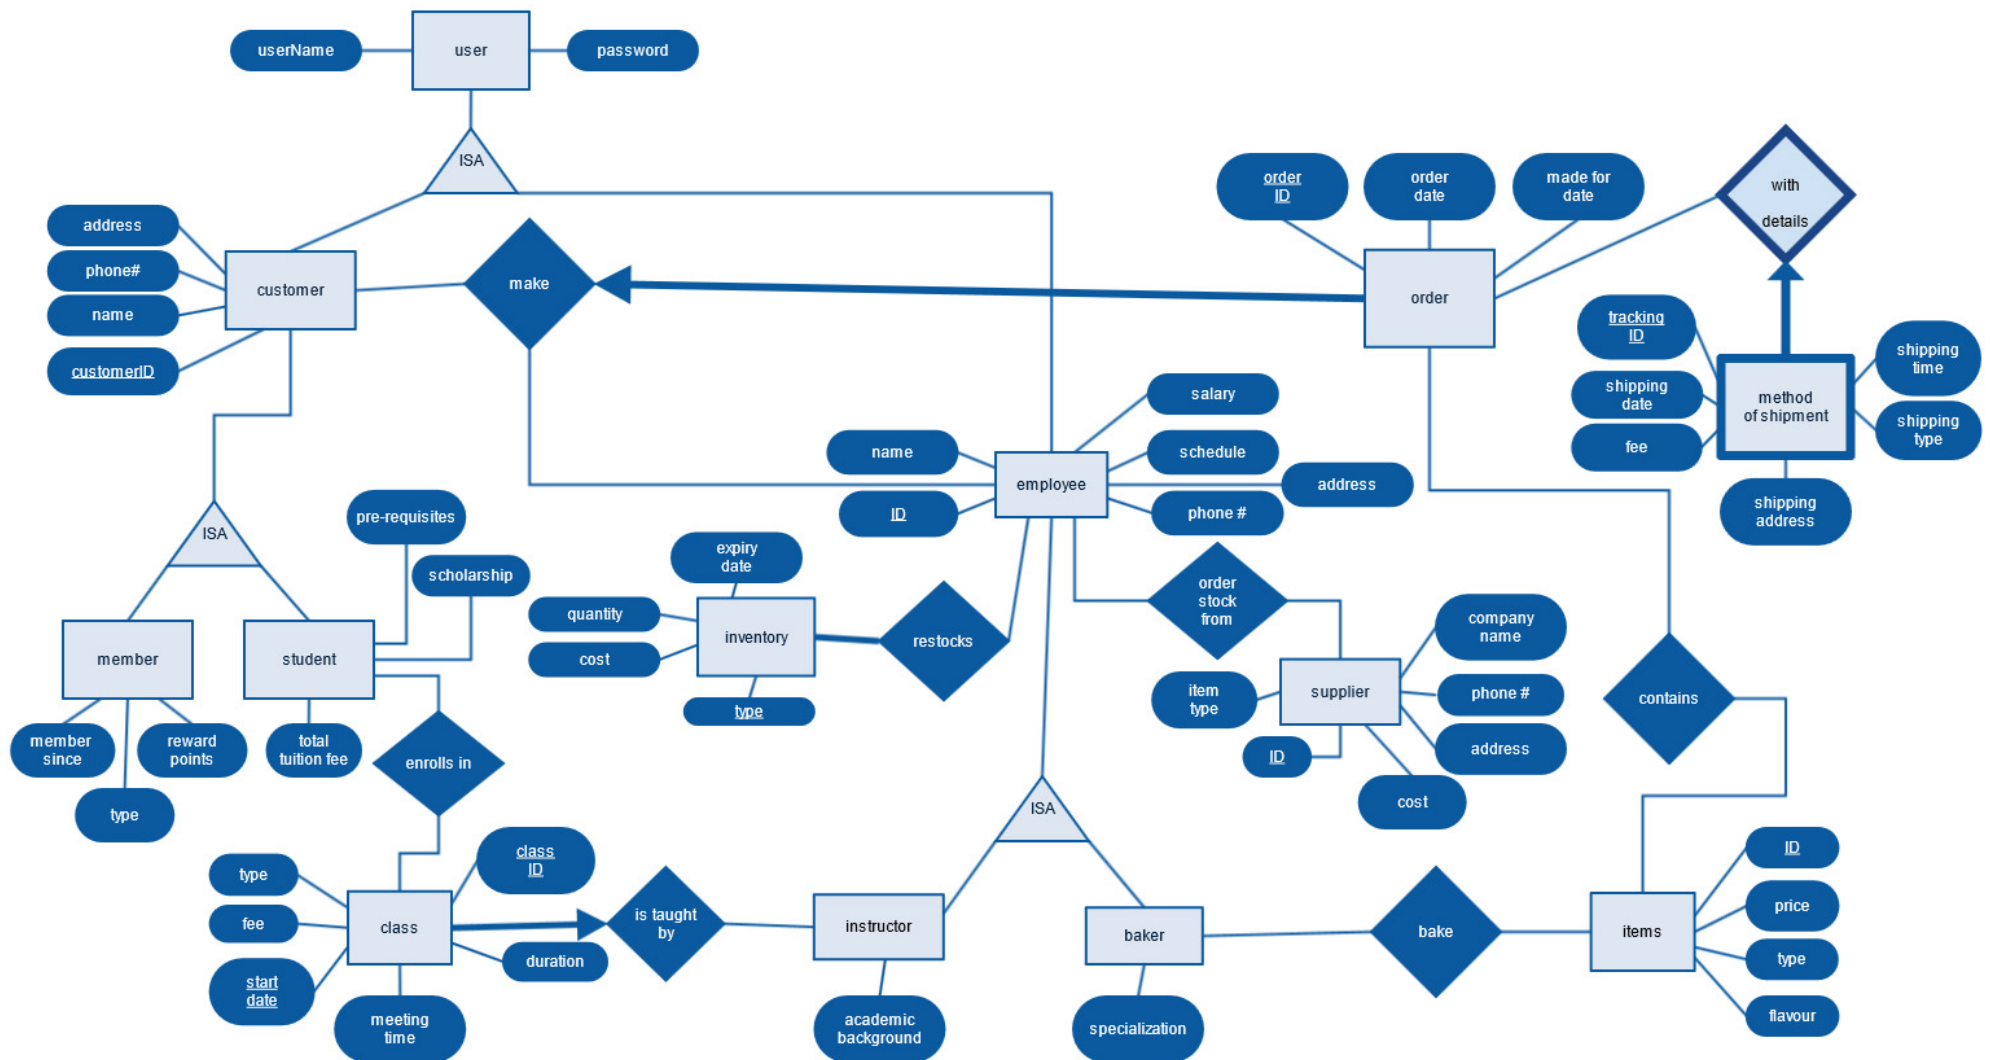 userName
user
password
ISA
order
ID
order
date
made for
date
with
details
address
phone#
name
customerID
customer
make
order
tracking
ID
shipping
date
fee
method
of shipment
shipping
time
shipping
type
shipping
address
salary
name
schedule
employee
address
ID
phone #
ISA
pre-requisites
scholarship
expiry
date
quantity
cost
inventory
type
restocks
order
stock
from
company
name
item
type
supplier
phone #
ID
address
cost
contains
member
student
member
since
reward
points
type
total
tuition fee
enrolls in
ISA
type
class
ID
fee
class
start
date
duration
meeting
time
is taught
by
instructor
academic
background
baker
specialization
bake
items
ID
price
type
flavour